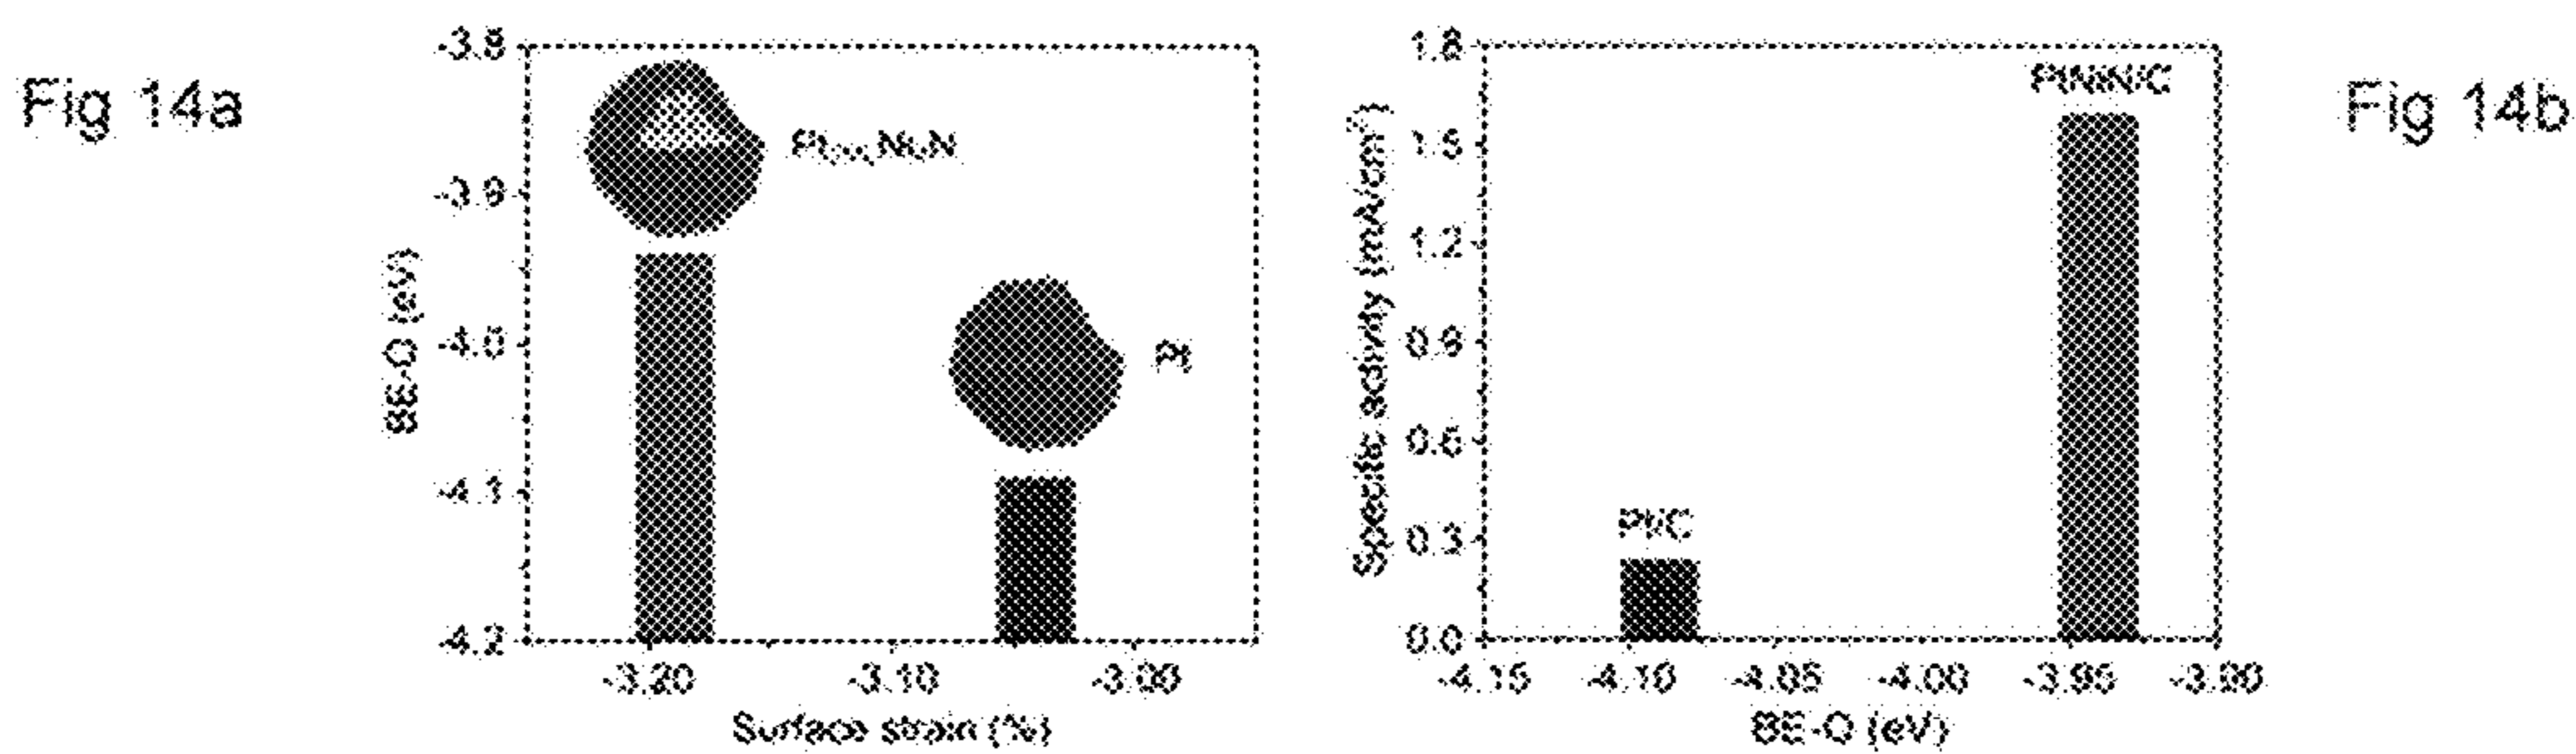 Fig 14a
-3.8
-3.9
-4.0
-4.1
-4.2
BE-O (eV)
Pt
-3.20
-3.10
-3.00
Surface strain (%)
Fig 14b
1.8
1.5
1.2
0.9
0.6
0.3
0.0
Specific activity (mA/cm²)
PtNiN/C
Pt/C
-4.15
-4.10
-4.05
-4.00
-3.95
-3.90
BE-O (eV)